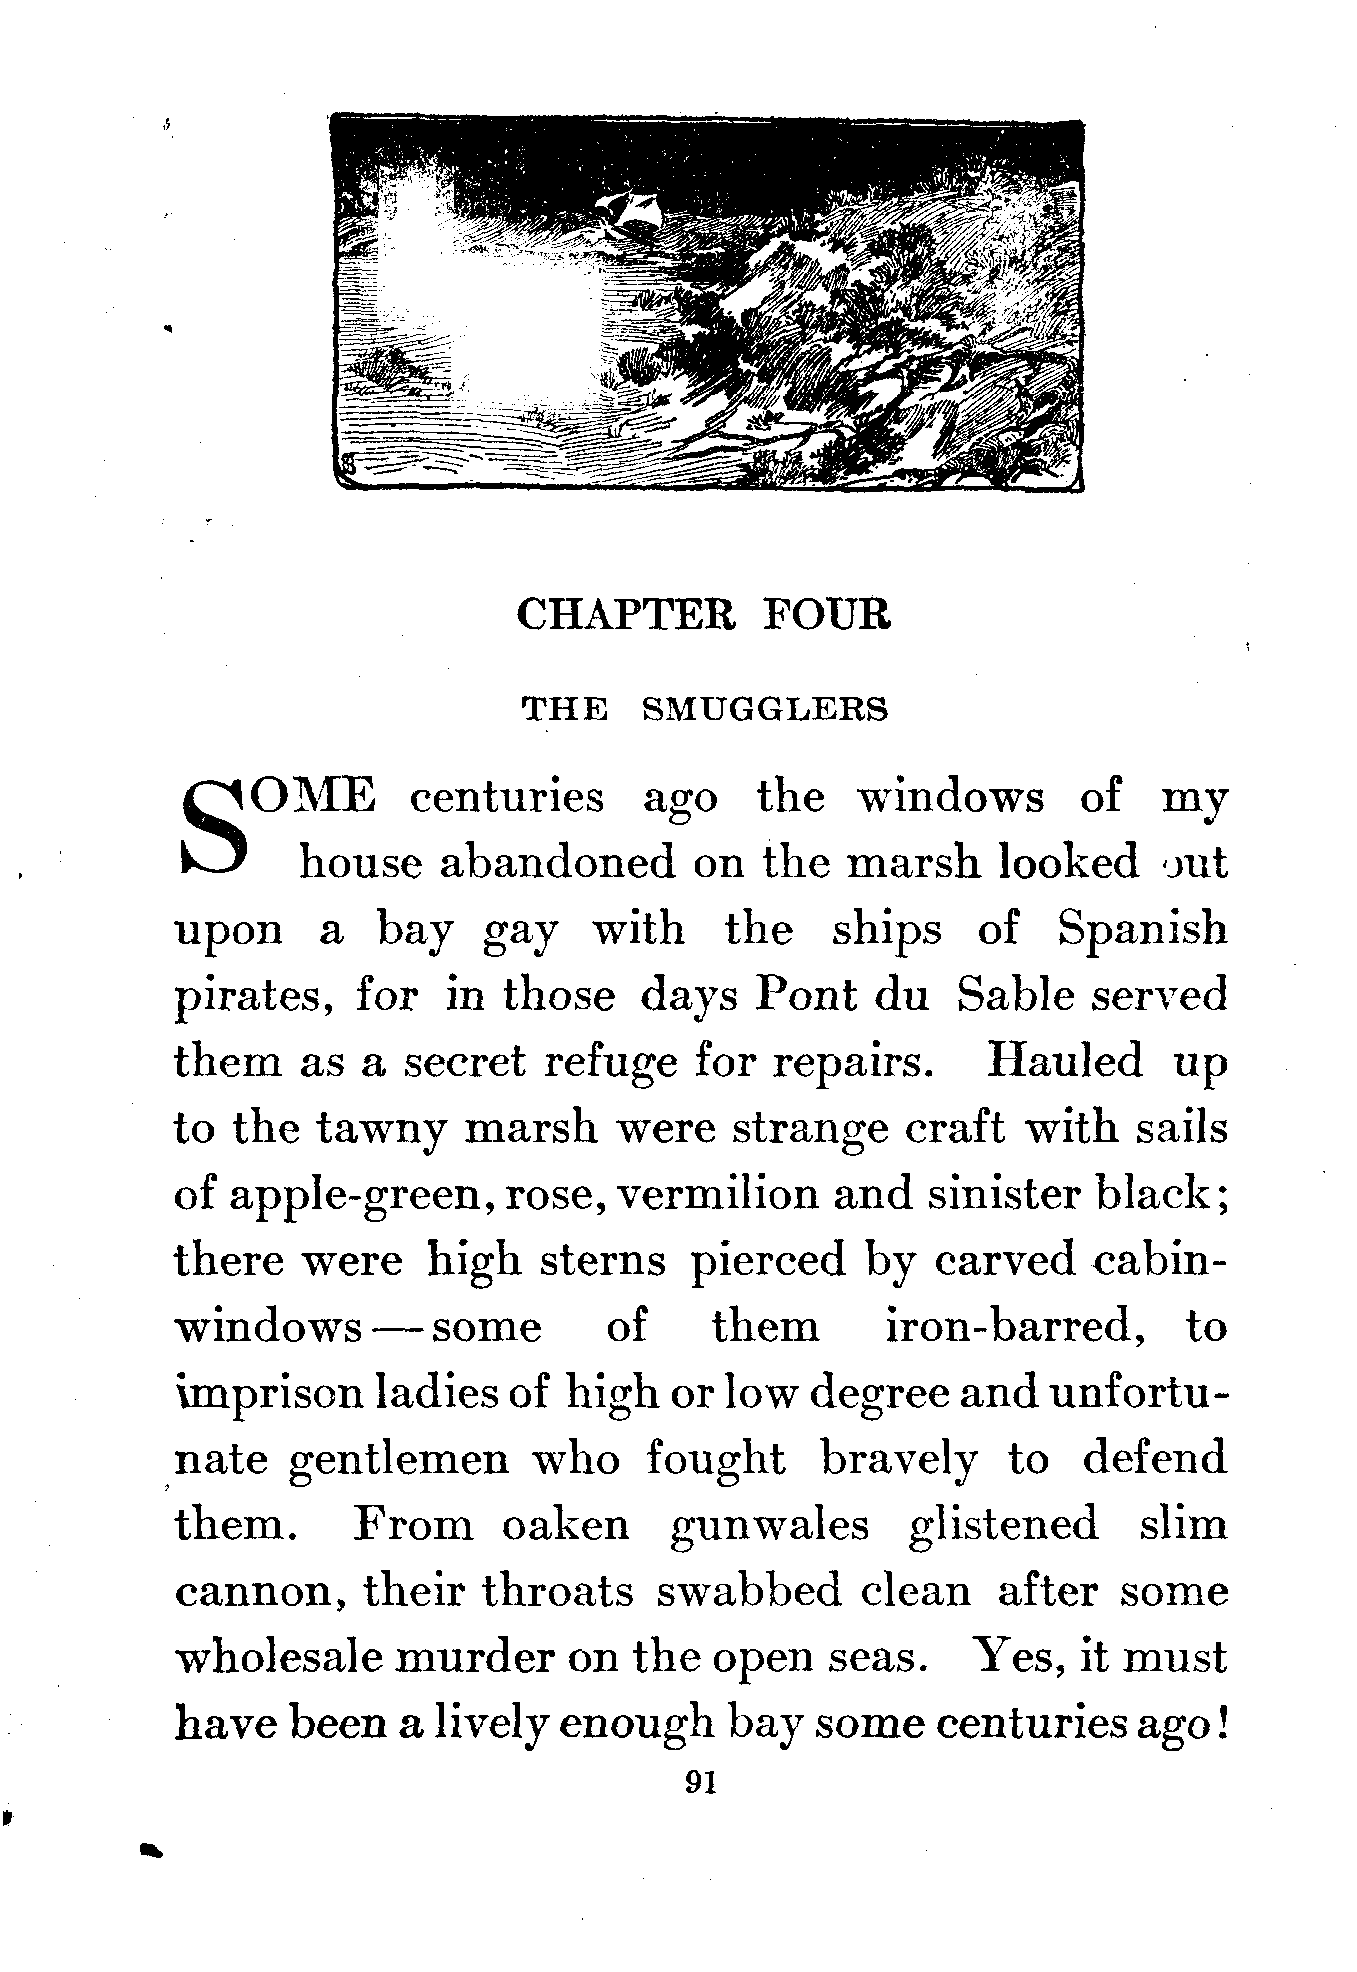 CHAPTER FOUR
THE SMUGGLERS
SOME centuries ago the windows of my
house abandoned on the marsh looked out
upon a bay gay with the ships of Spanish
pirates, for in those days Pont du Sable served
them as a secret refuge for repairs. Hauled up
to the tawny marsh were strange craft with sails
of apple-green, rose, vermilion and sinister black;
there were high sterns pierced by carved cabin-
windows—some of them iron-barred, to
imprison ladies of high or low degree and unfortu-
nate gentlemen who fought bravely to defend
them. From oaken gunwales glistened slim
cannon, their throats swabbed clean after some
wholesale murder on the open seas. Yes, it must
have been a lively enough bay some centuries ago!
91